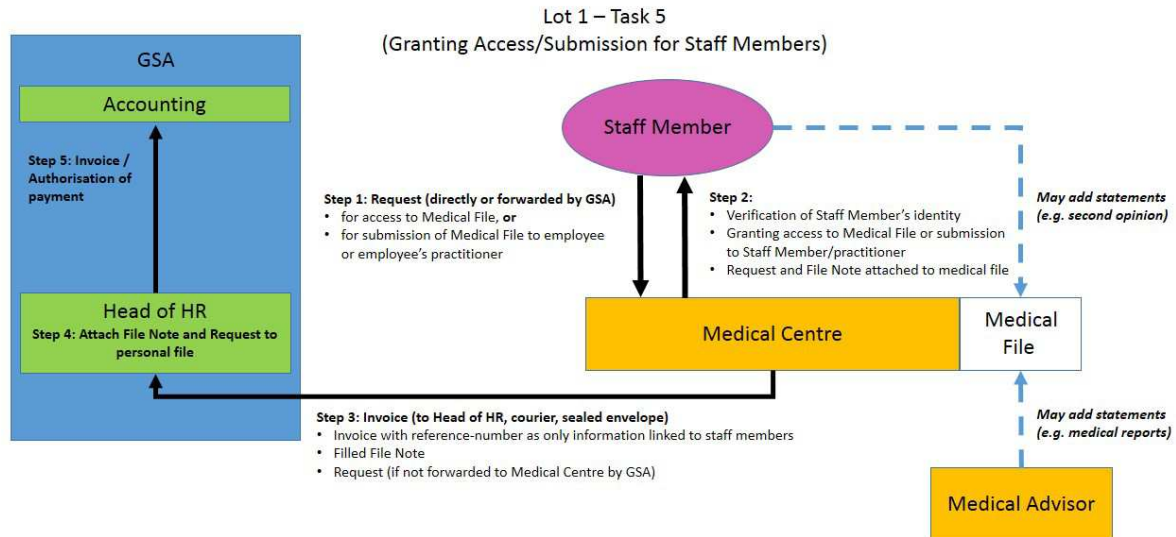 Lot 1 – Task 5
(Granting Access/Submission for Staff Members)
GSA
Accounting
Step 5: Invoice /
Authorisation of
payment
Head of HR
Step 4: Attach File Note and Request to
personal file
Staff Member
Step 1: Request (directly or forwarded by GSA)
• for access to Medical File, or
• for submission of Medical File to employee
or employee's practitioner
Step 2:
• Verification of Staff Member's identity
• Granting access to Medical File or submission
to Staff Member/practitioner
• Request and File Note attached to medical file
May add statements
(e.g. second opinion)
Medical Centre
Medical
File
Step 3: Invoice (to Head of HR, courier, sealed envelope)
• Invoice with reference-number as only information linked to staff members
• Filled File Note
• Request (if not forwarded to Medical Centre by GSA)
May add statements
(e.g. medical reports)
Medical Advisor